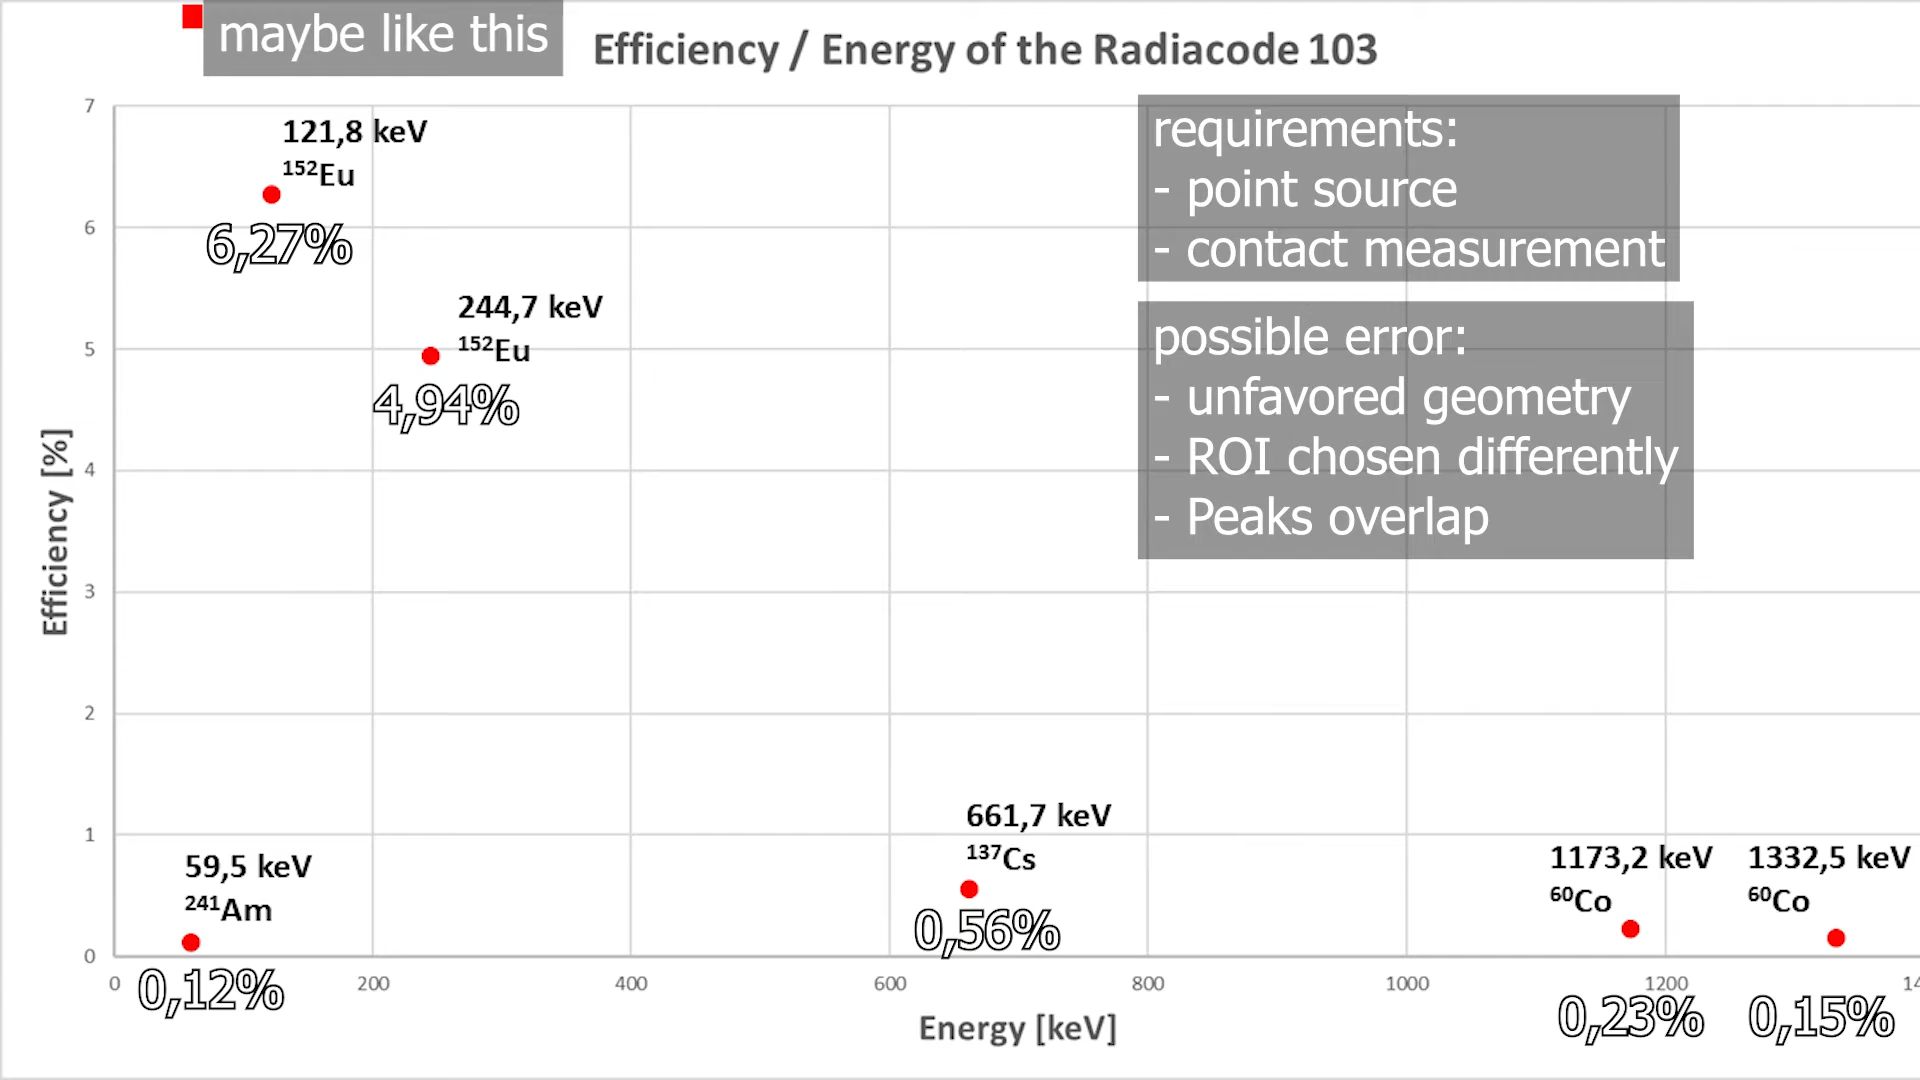 maybe like this
Efficiency / Energy of the Radiacode 103
7
6
5
4
3
2
1
0
Efficiency [%]
121,8 keV
¹⁵²Eu
6,27%
244,7 keV
¹⁵²Eu
4,94%
requirements:
- point source
- contact measurement
possible error:
- unfavored geometry
- ROI chosen differently
- Peaks overlap
59,5 keV
²⁴¹Am
0,12%
661,7 keV
¹³⁷Cs
0,56%
1173,2 keV
⁶⁰Co
0,23%
1332,5 keV
⁶⁰Co
0,15%
0 200 400 600 800 1000 1200
Energy [keV]